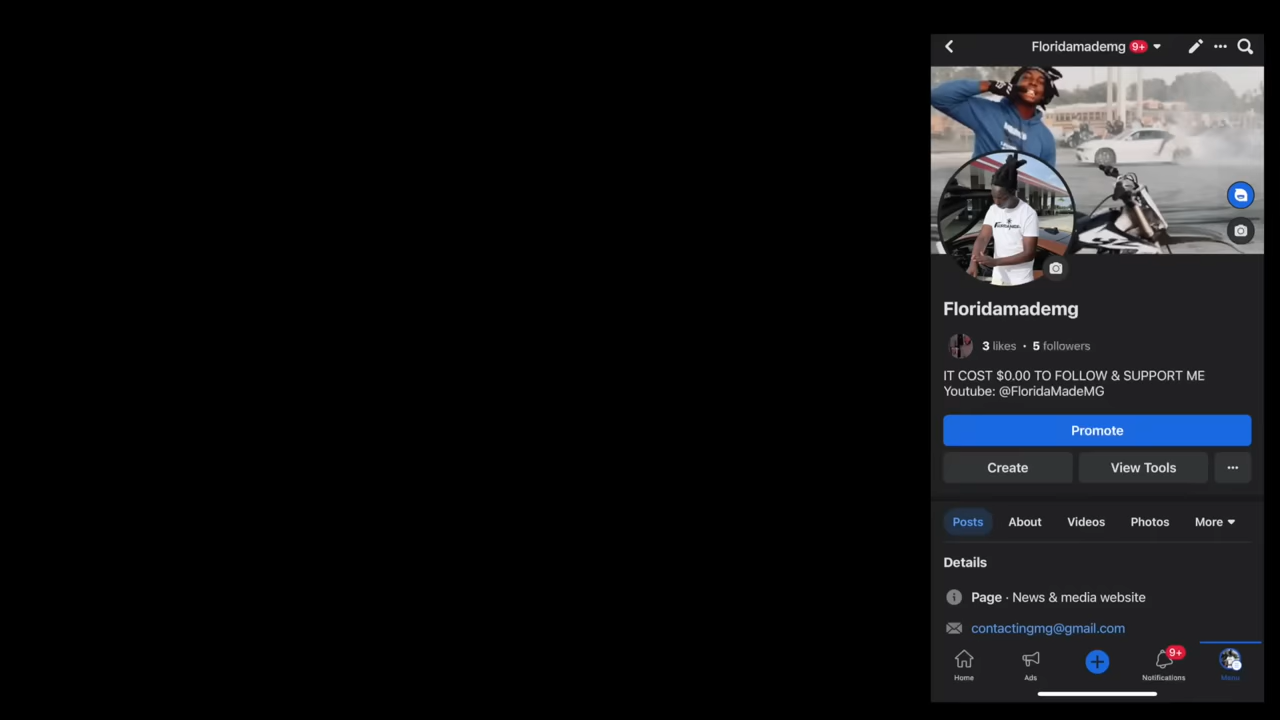 Floridamademg 9+
Floridamademg
3 likes • 5 followers
IT COST $0.00 TO FOLLOW & SUPPORT ME
Youtube: @FloridaMadeMG
Promote
Create
View Tools
Posts
About
Videos
Photos
More
Details
Page · News & media website
contactingmg@gmail.com
9+
Home
Ads
Notifications
Menu